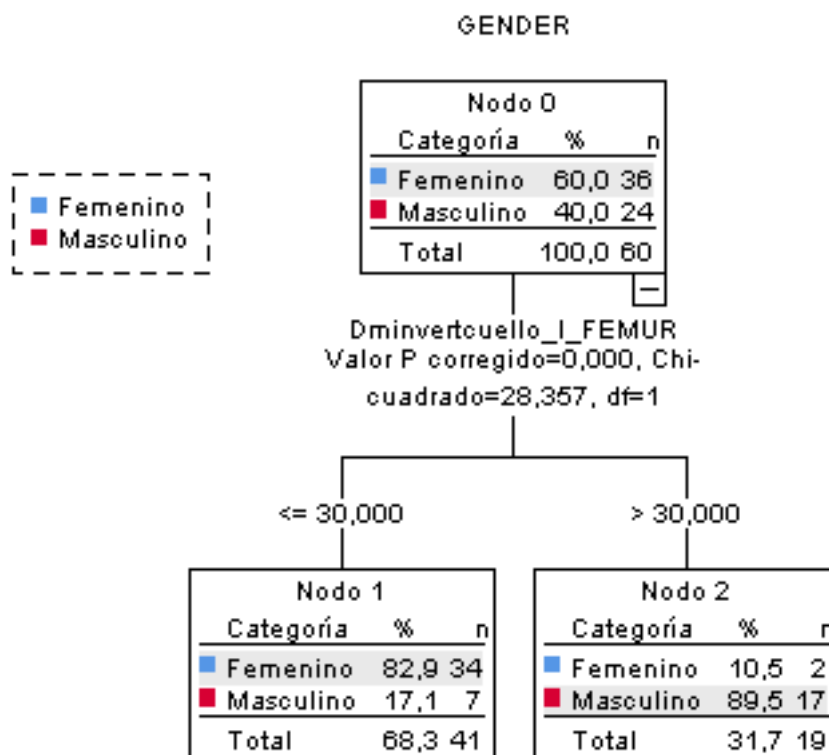 GENDER
Nodo 0
Categoría % n
Femenino 60,0 36
Masculino 40,0 24
Total 100,0 60
Femenino
Masculino
Dminvertcuello_I_FEMUR
Valor P corregido=0,000, Chi-
cuadrado=28,357, df=1
<= 30,000
> 30,000
Nodo 1
Categoría % n
Femenino 82,9 34
Masculino 17,1 7
Total 68,3 41
Nodo 2
Categoría % n
Femenino 10,5 2
Masculino 89,5 17
Total 31,7 19